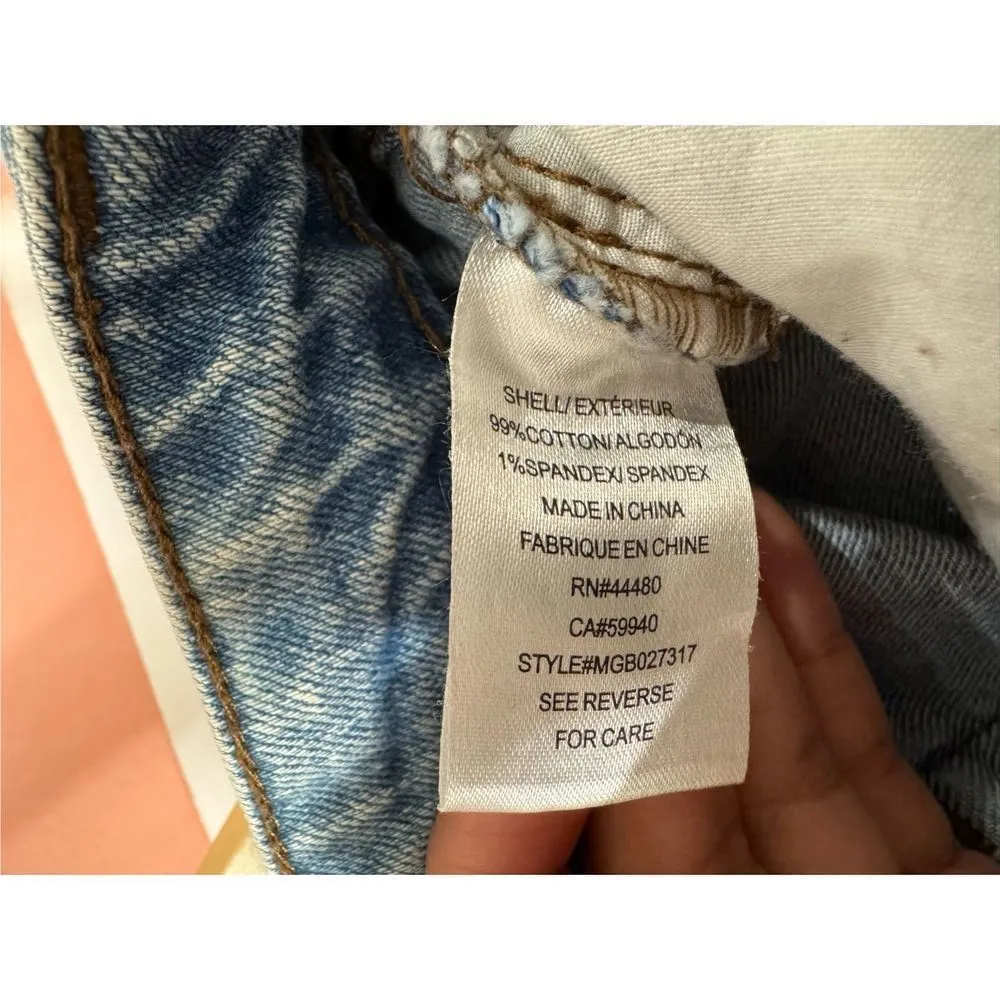 SHELL/EXTÉRIEUR
99%COTTON/ALGODÓN
1%SPANDEX/ SPANDEX
MADE IN CHINA
FABRIQUE EN CHINE
RN#44480
CA#59940
STYLE#MGB027317
SEE REVERSE
FOR CARE